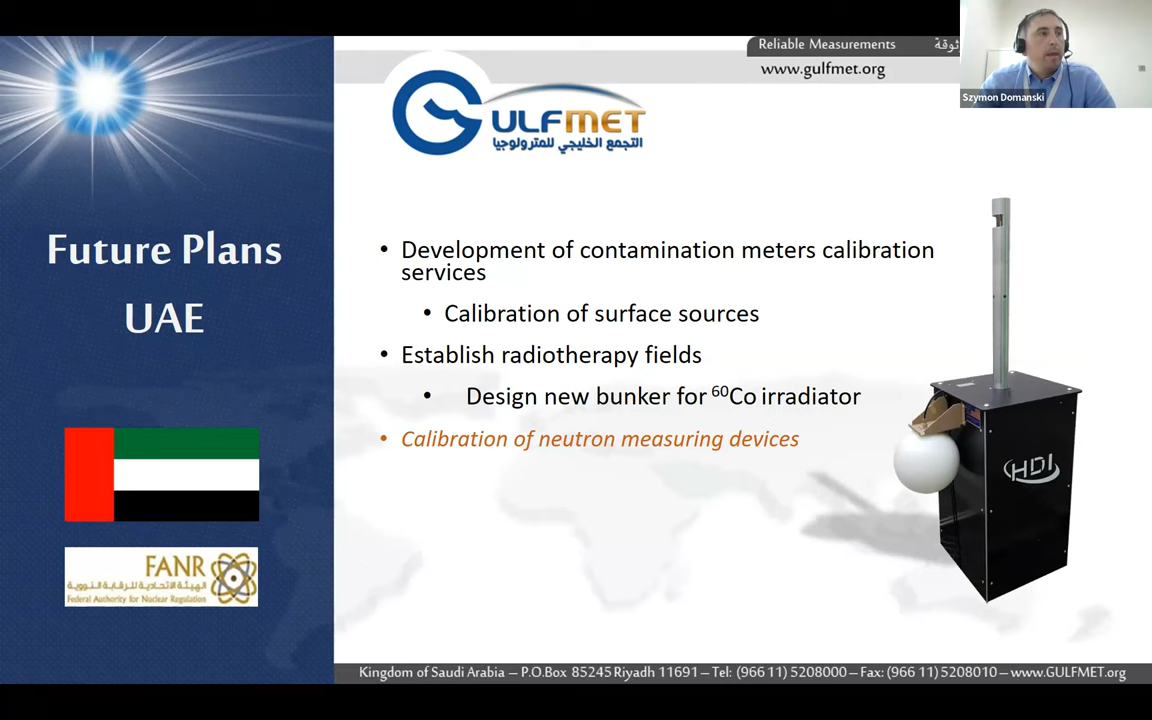 Reliable Measurements
www.gulfmet.org
Szymon Domanski
GULFMET
التجمع الخليجي للمترولوجيا
Future Plans
UAE
• Development of contamination meters calibration
services
• Calibration of surface sources
• Establish radiotherapy fields
• Design new bunker for ⁶⁰Co irradiator
• Calibration of neutron measuring devices
HDI
FANR
الهيئة الاتحادية للرقابة النووية
Federal Authority for Nuclear Regulation
Kingdom of Saudi Arabia – P.O.Box 85245 Riyadh 11691 – Tel: (966 11) 5208000 – Fax: (966 11) 5208010 – www.GULFMET.org